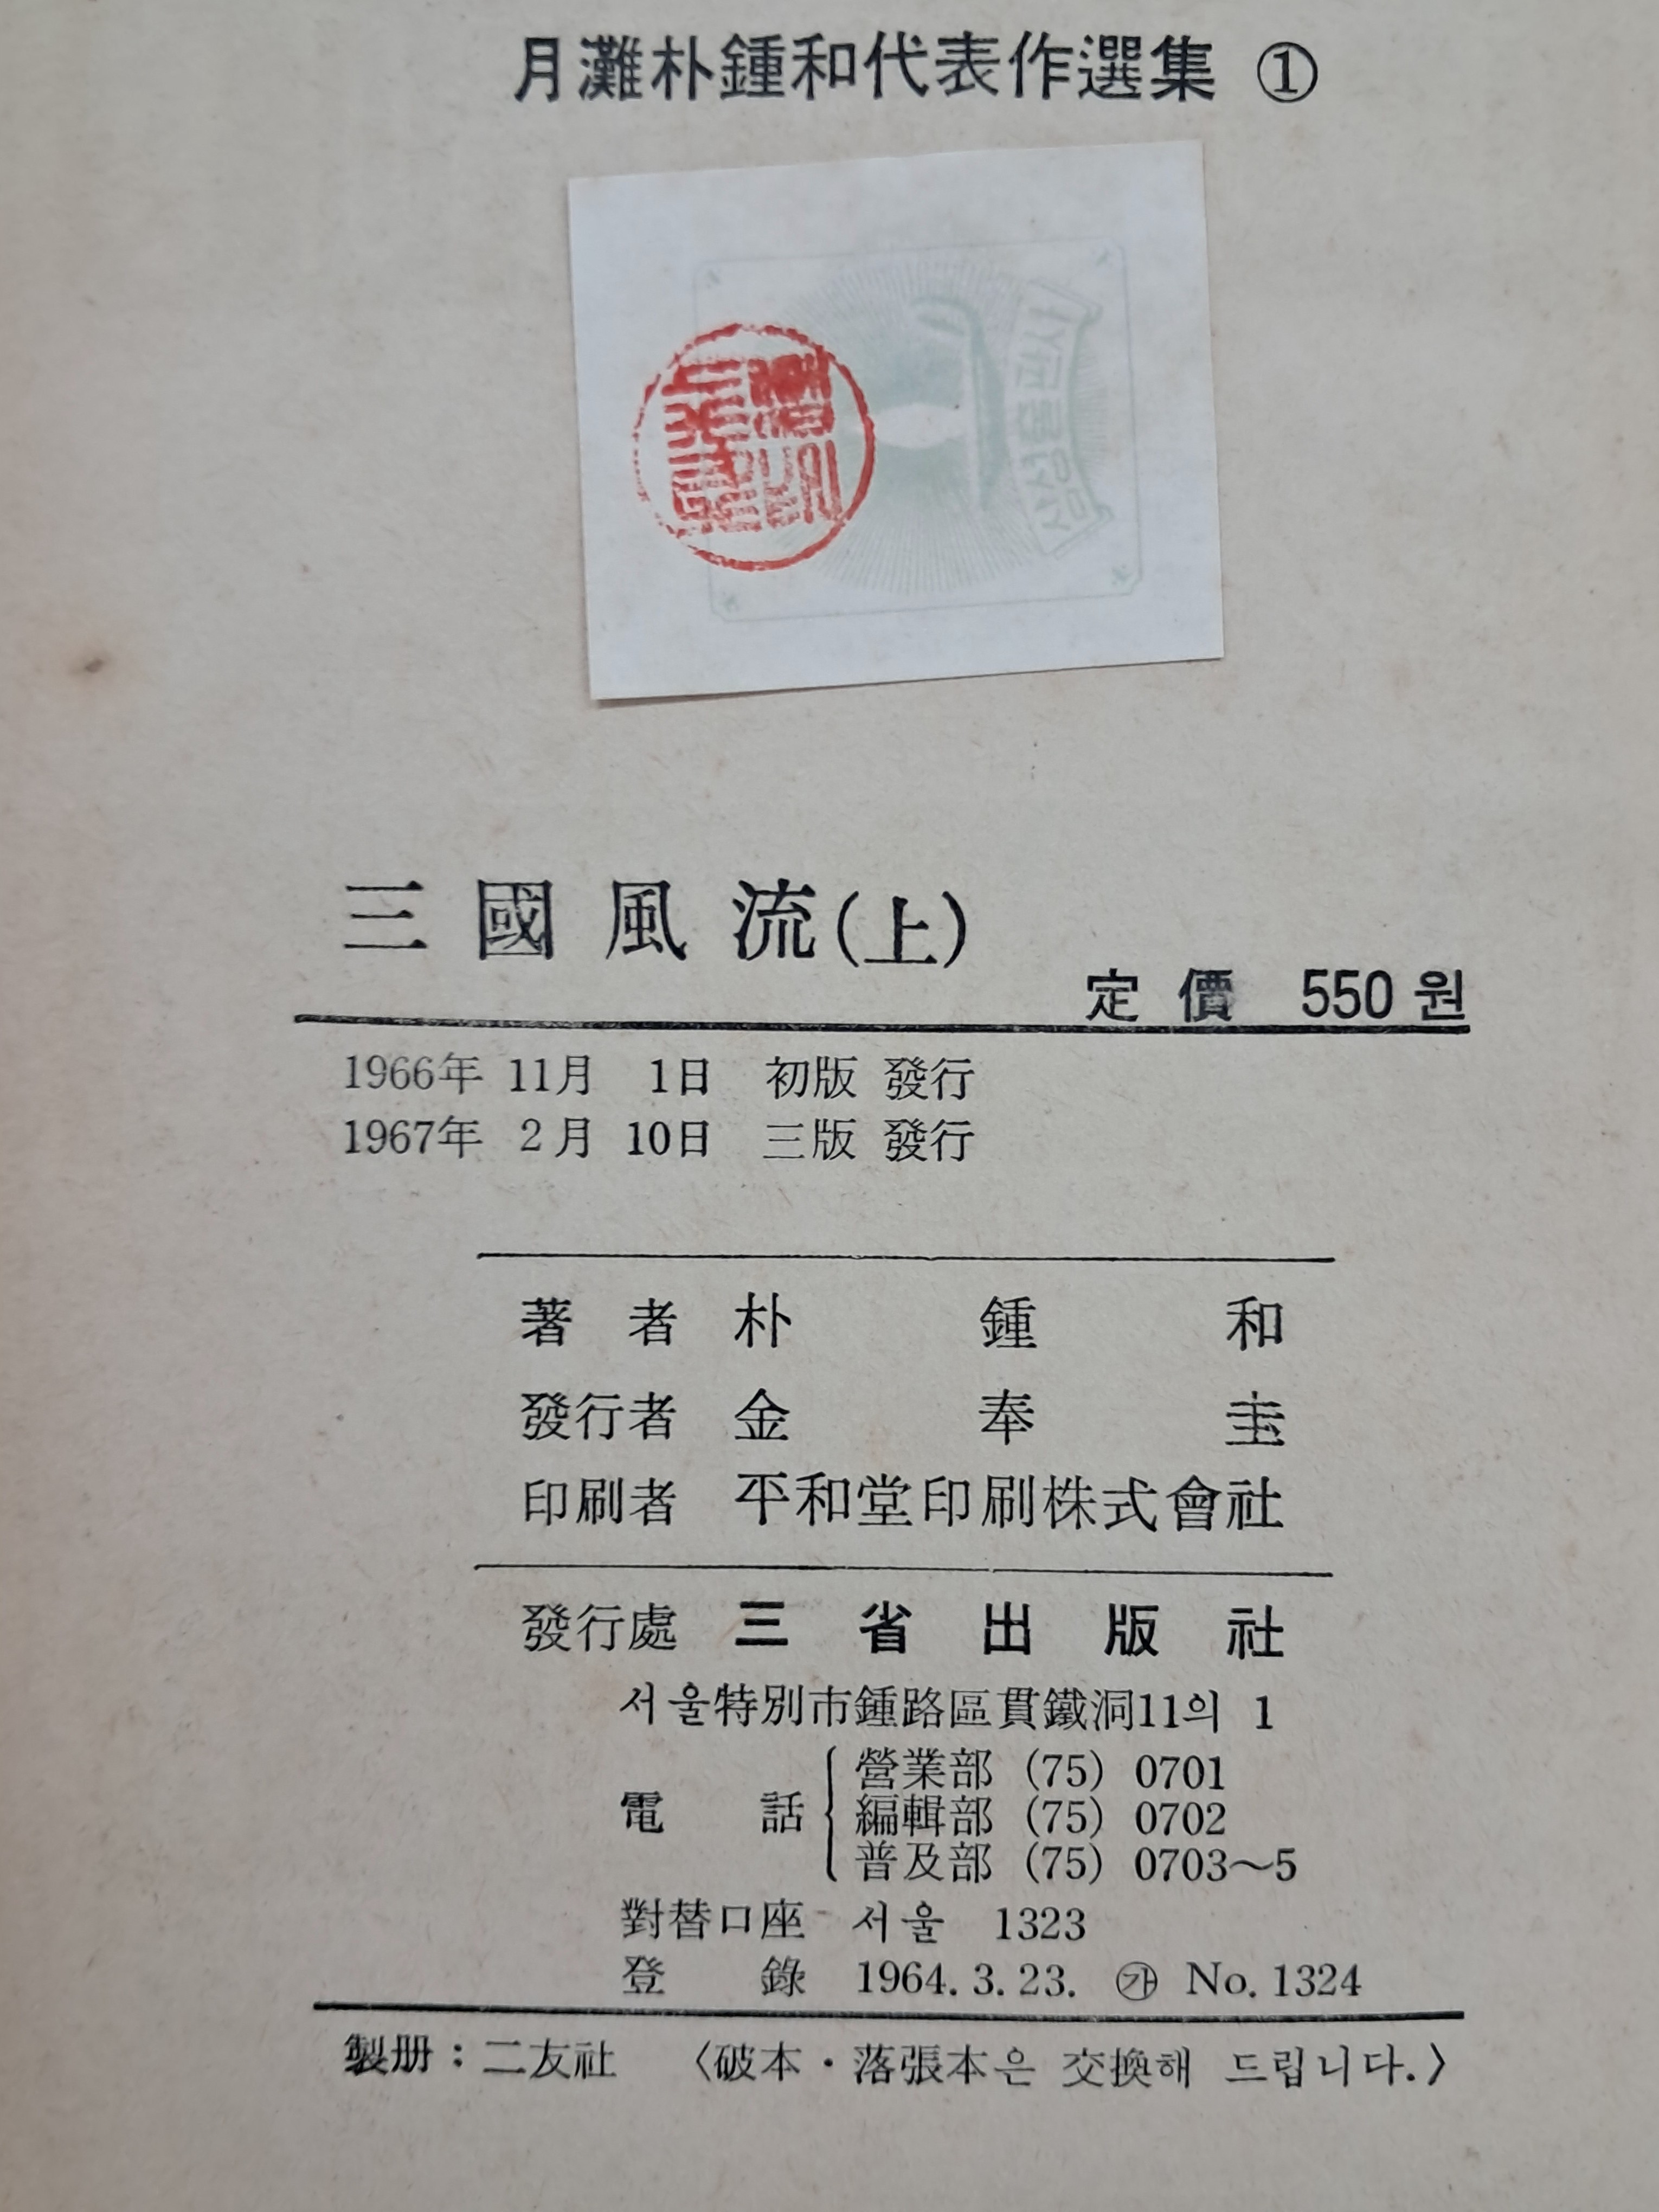 月灘朴鍾和代表作選集 ①
三國風流(上)
定價 550원
1966年 11月 1日 初版 發行
1967年 2月 10日 三版 發行
著者 朴鍾和
發行者 金奉圭
印刷者 平和堂印刷株式會社
發行處 三省出版社
서울特別市鍾路區貫鐵洞11의 1
電話
營業部 (75) 0701
編輯部 (75) 0702
普及部 (75) 0703～5
對替口座 서울 1323
登錄 1964. 3. 23. ㉮ No. 1324
製册：二友社 〈破本・落張本은 交換해 드립니다.〉